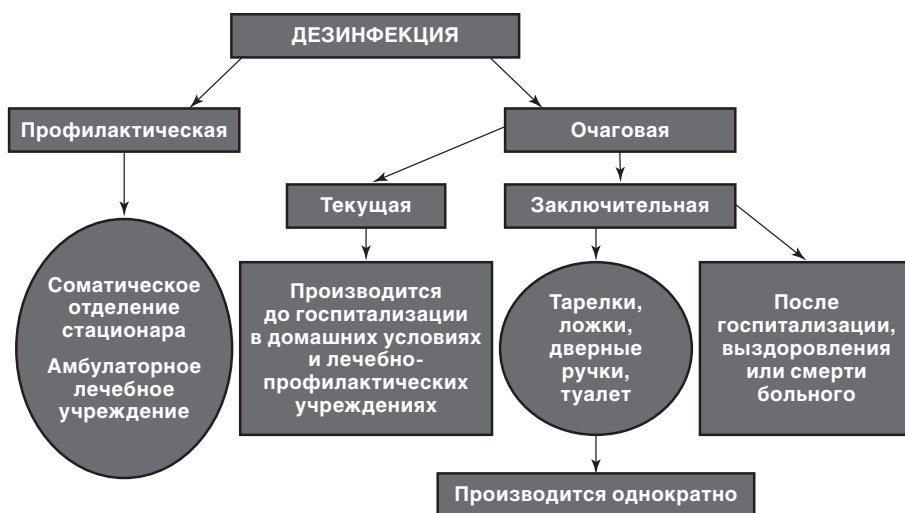 ДЕЗИНФЕКЦИЯ
Профилактическая
Очаговая
Текущая
Заключительная
Соматическое
отделение
стационара
Амбулаторное
лечебное
учреждение
Производится
до госпитализации
в домашних условиях
и лечебно-
профилактических
учреждениях
Тарелки,
ложки,
дверные
ручки,
туалет
После
госпитализации,
выздоровления
или смерти
больного
Производится однократно